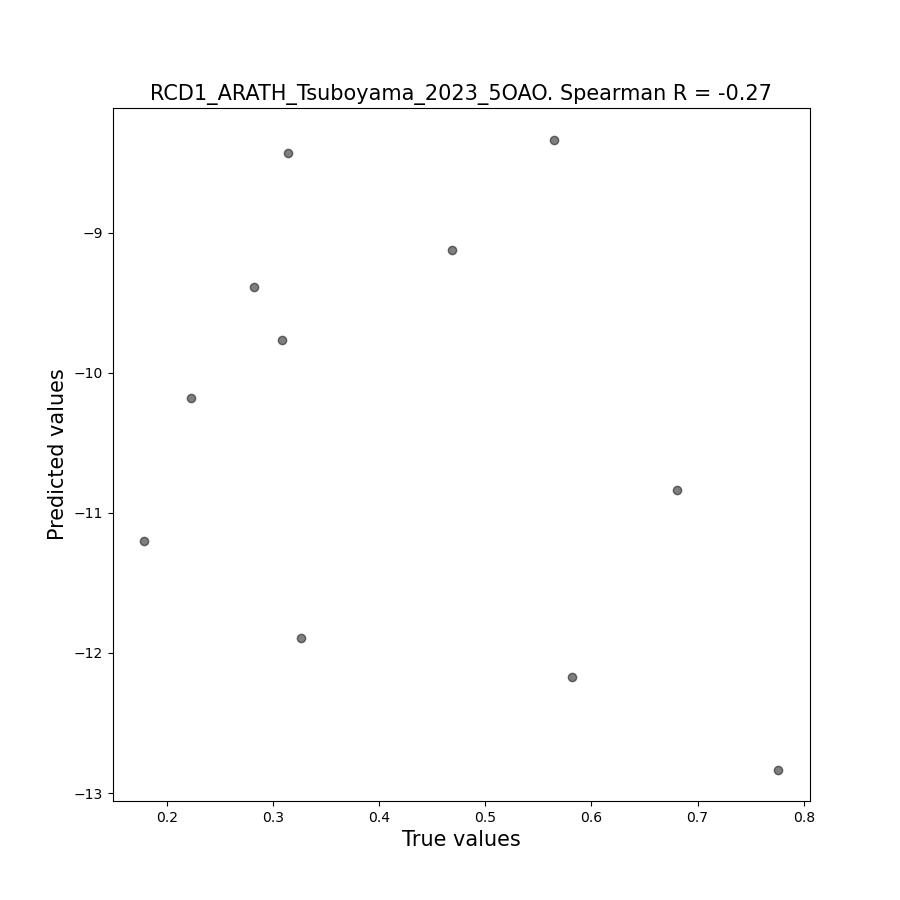 RCD1_ARATH_Tsuboyama_2023_5OAO. Spearman R = -0.27
Predicted values
−9
−10
−11
−12
−13
0.2 0.3 0.4 0.5 0.6 0.7 0.8
True values